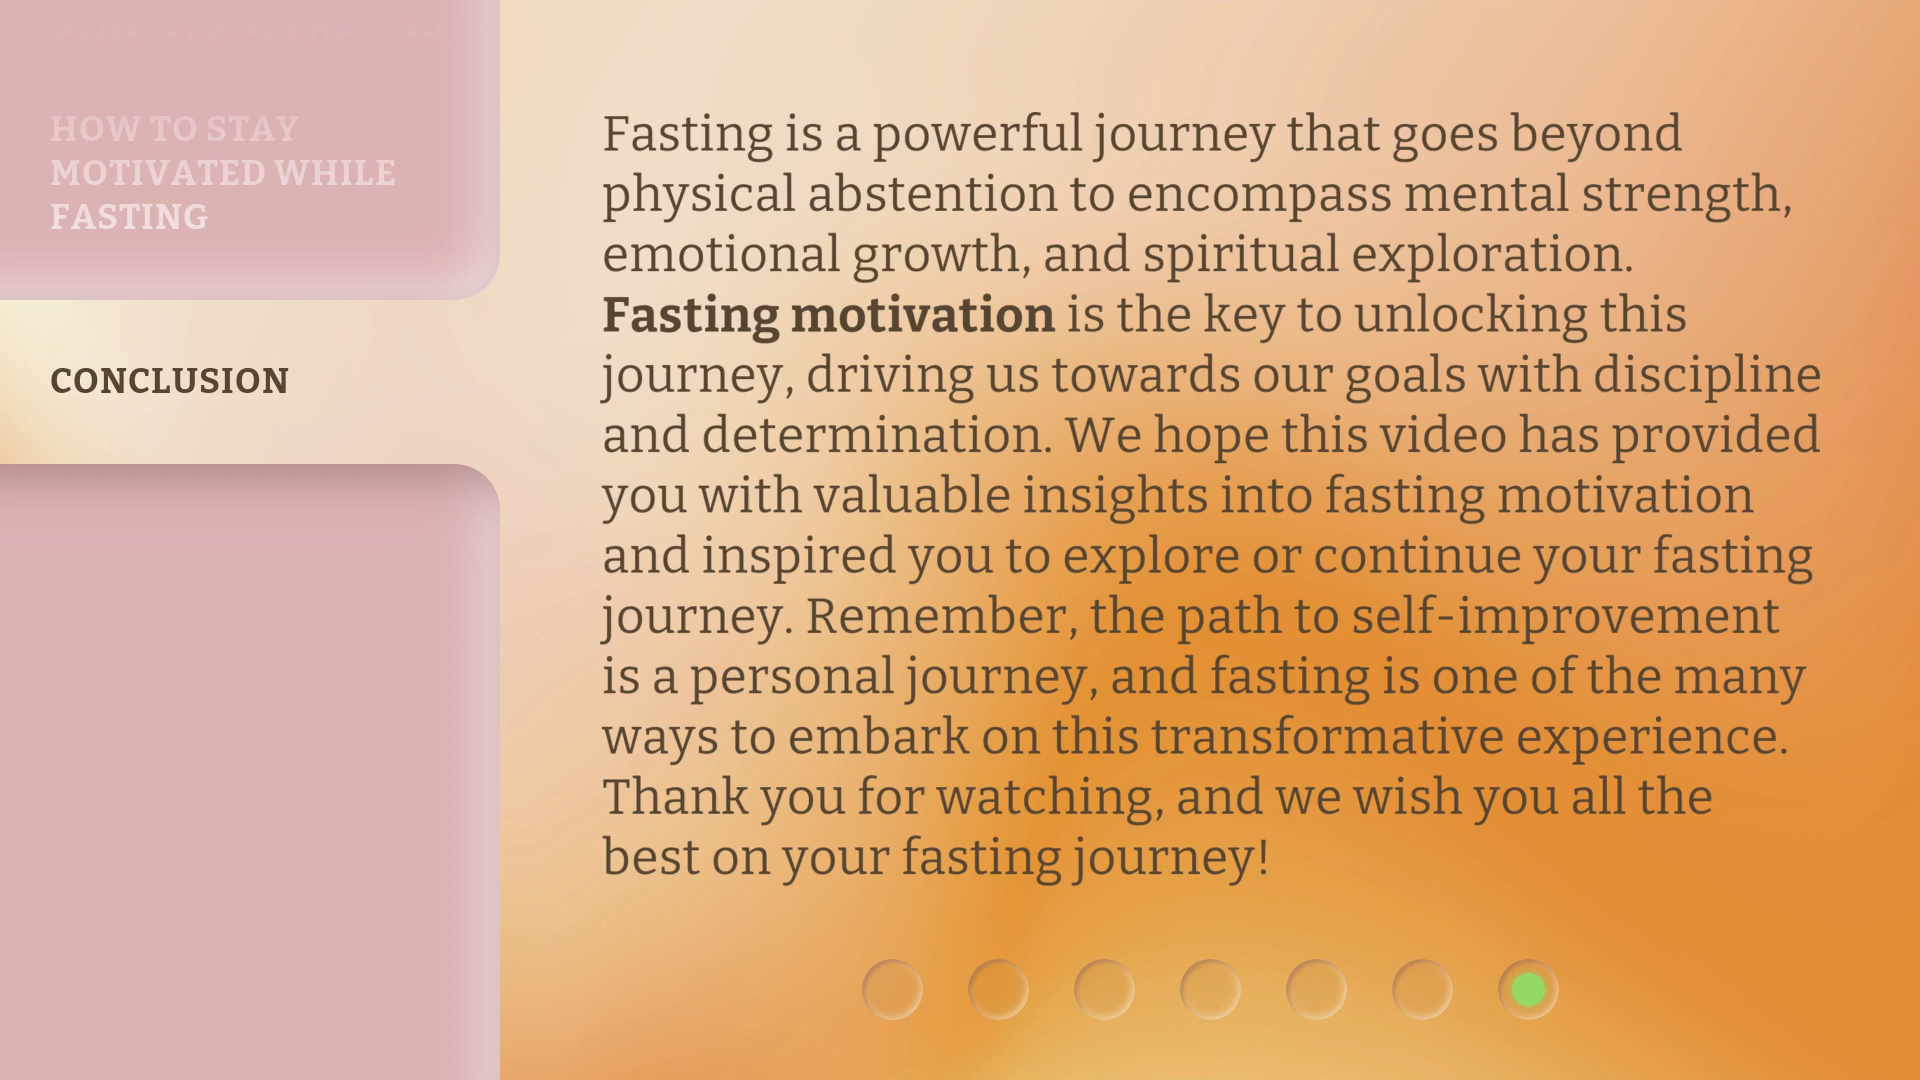 BENEFITS OF FASTING
HOW TO STAY
MOTIVATED WHILE
FASTING
CONCLUSION
Fasting is a powerful journey that goes beyond
physical abstention to encompass mental strength,
emotional growth, and spiritual exploration.
Fasting motivation is the key to unlocking this
journey, driving us towards our goals with discipline
and determination. We hope this video has provided
you with valuable insights into fasting motivation
and inspired you to explore or continue your fasting
journey. Remember, the path to self-improvement
is a personal journey, and fasting is one of the many
ways to embark on this transformative experience.
Thank you for watching, and we wish you all the
best on your fasting journey!